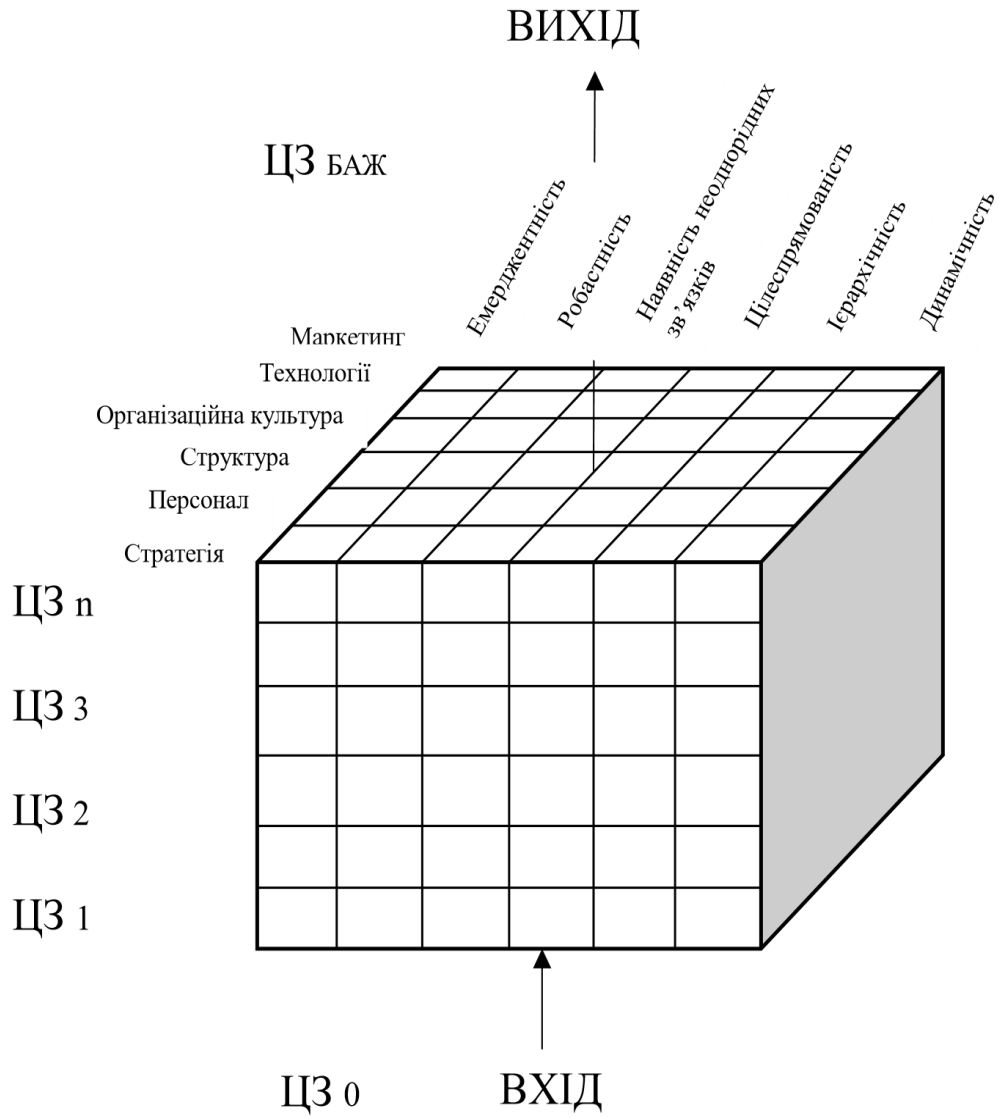 ВИХІД
ЦЗ БАЖ
Емерджентність
Робастність
Наявність неоднорідних
зв’язків
Цілеспрямованість
Ієрархічність
Динамічність
Маркетинг
Технології
Організаційна культура
Структура
Персонал
Стратегія
ЦЗ n
ЦЗ 3
ЦЗ 2
ЦЗ 1
ЦЗ 0
ВХІД